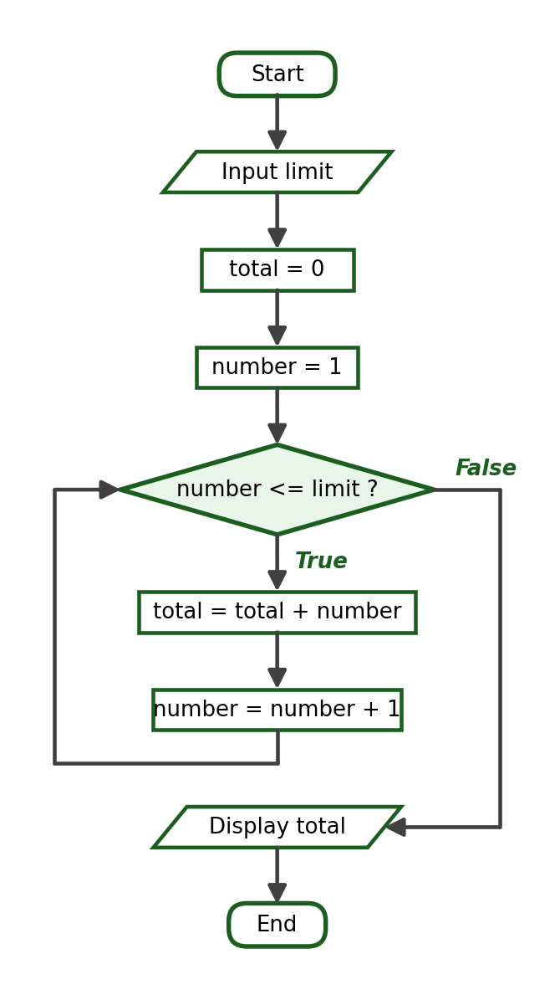 Start
Input limit
total = 0
number = 1
number <= limit ?
False
True
total = total + number
number = number + 1
Display total
End